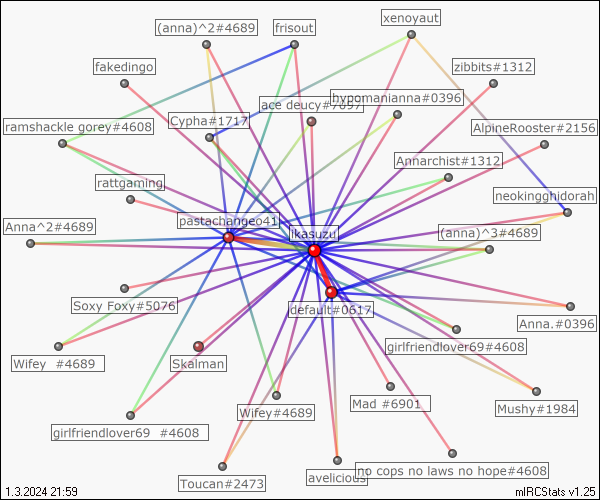 xenoyaut
(anna)^2#4689
frisout
fakedingo
zibbits#1312
hypomanianna#0396
ace deucy#7697
ramshackle gorey#4608
Cypha#1717
AlpineRooster#2156
Annarchist#1312
rattgaming
neokingghidorah
pastachangeo41
Anna^2#4689
jkasuzu
(anna)^3#4689
Soxy Foxy#5076
default#0617
Anna.#0396
girlfriendlover69#4608
Wifey #4689
Skalman
Wifey#4689
Mad #6901
Mushy#1984
girlfriendlover69 #4608
no cops no laws no hope#4608
avelicious
Toucan#2473
1.3.2024 21:59
mIRCStats v1.25